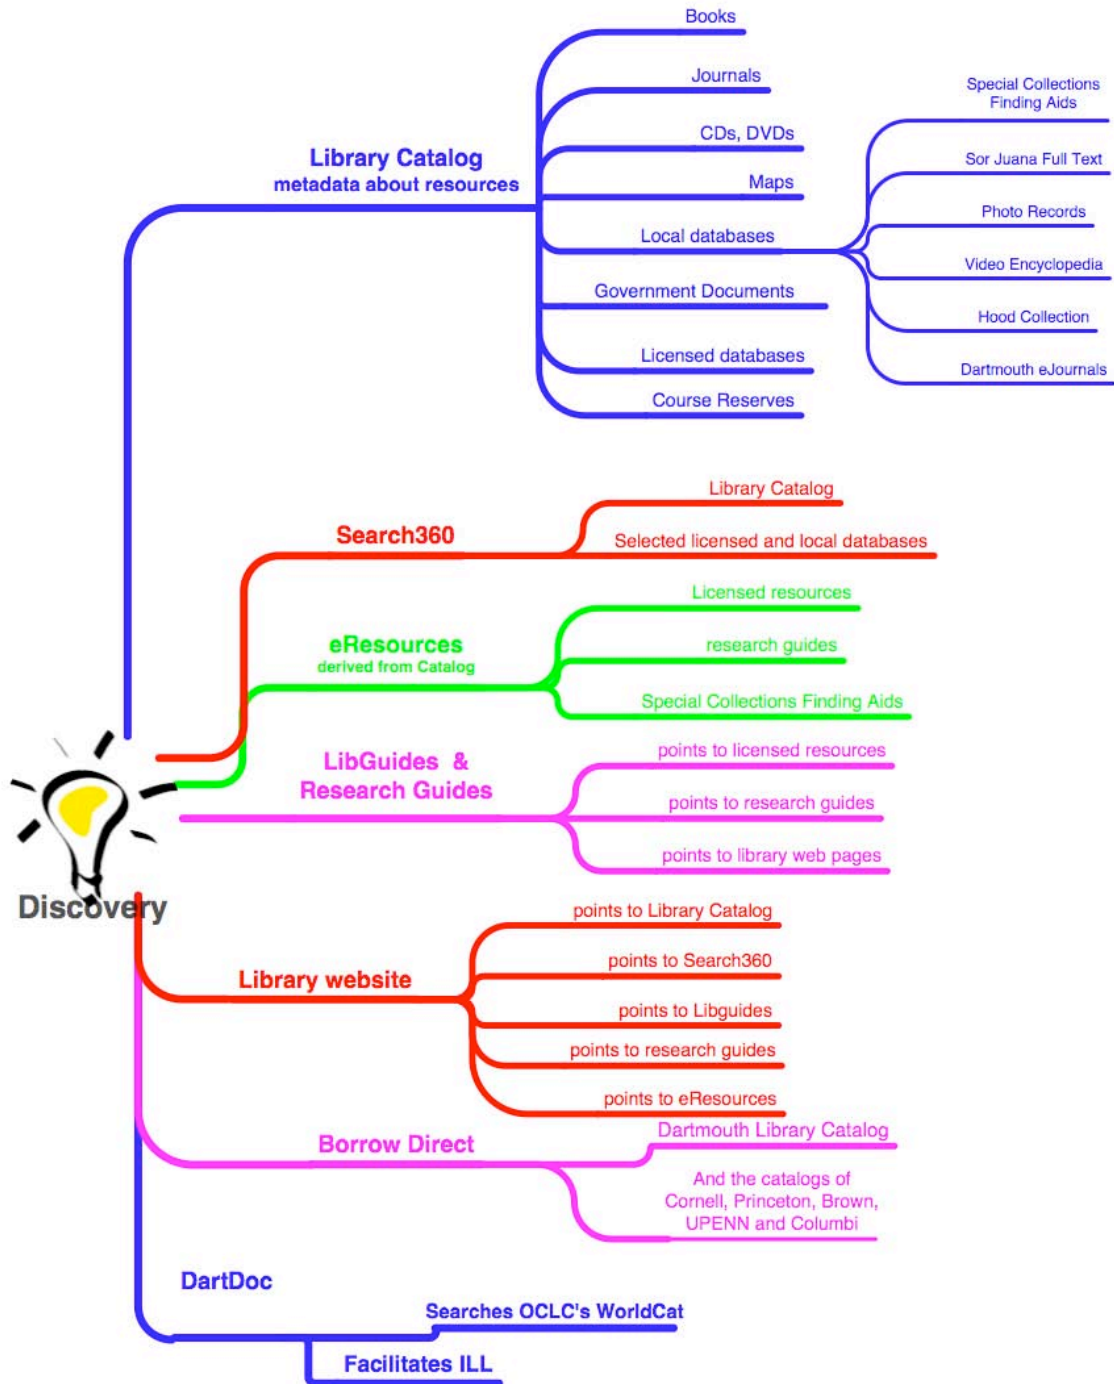 Books
Journals
CDs, DVDs
Library Catalog
metadata about resources
Maps
Local databases
Government Documents
Licensed databases
Course Reserves
Special Collections
Finding Aids
Sor Juana Full Text
Photo Records
Video Encyclopedia
Hood Collection
Dartmouth eJournals
Search360
Library Catalog
Selected licensed and local databases
eResources
derived from Catalog
Licensed resources
research guides
Special Collections Finding Aids
LibGuides &
Research Guides
points to licensed resources
points to research guides
points to library web pages
Discovery
Library website
points to Library Catalog
points to Search360
points to Libguides
points to research guides
points to eResources
Borrow Direct
Dartmouth Library Catalog
And the catalogs of
Cornell, Princeton, Brown,
UPENN and Columbi
DartDoc
Searches OCLC's WorldCat
Facilitates ILL